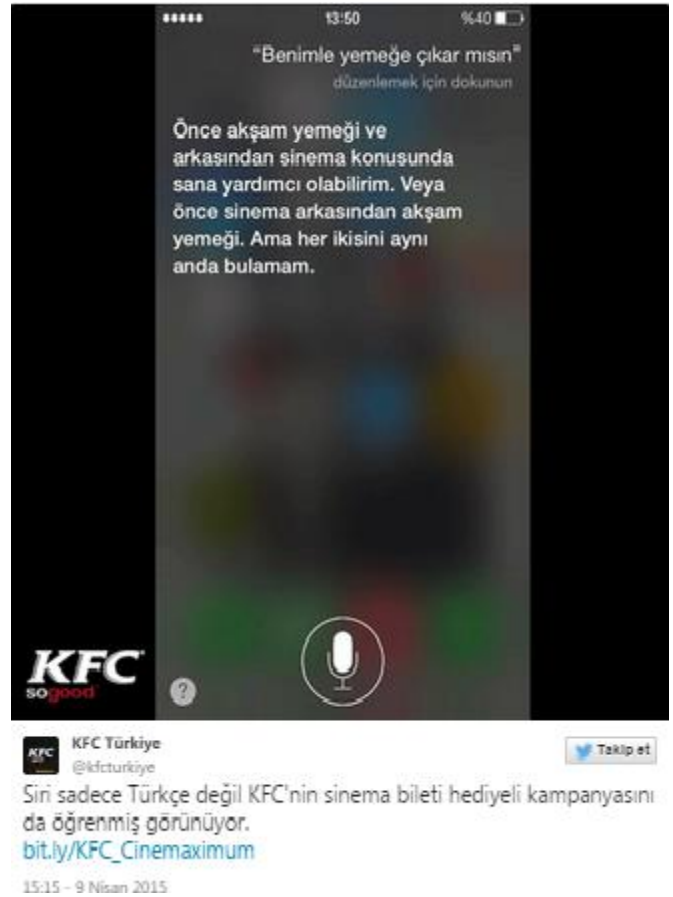 13:50 %40
“Benimle yemeğe çıkar mısın”
düzenlemek için dokunun
Önce akşam yemeği ve
arkasından sinema konusunda
sana yardımcı olabilirim. Veya
önce sinema arkasından akşam
yemeği. Ama her ikisini aynı
anda bulamam.
KFC
so good
?
KFC
KFC Türkiye
@kfcturkiye
Takip et
Siri sadece Türkçe değil KFC'nin sinema bileti hediyeli kampanyasını
da öğrenmiş görünüyor.
bit.ly/KFC_Cinemaximum
15:15 - 9 Nisan 2015